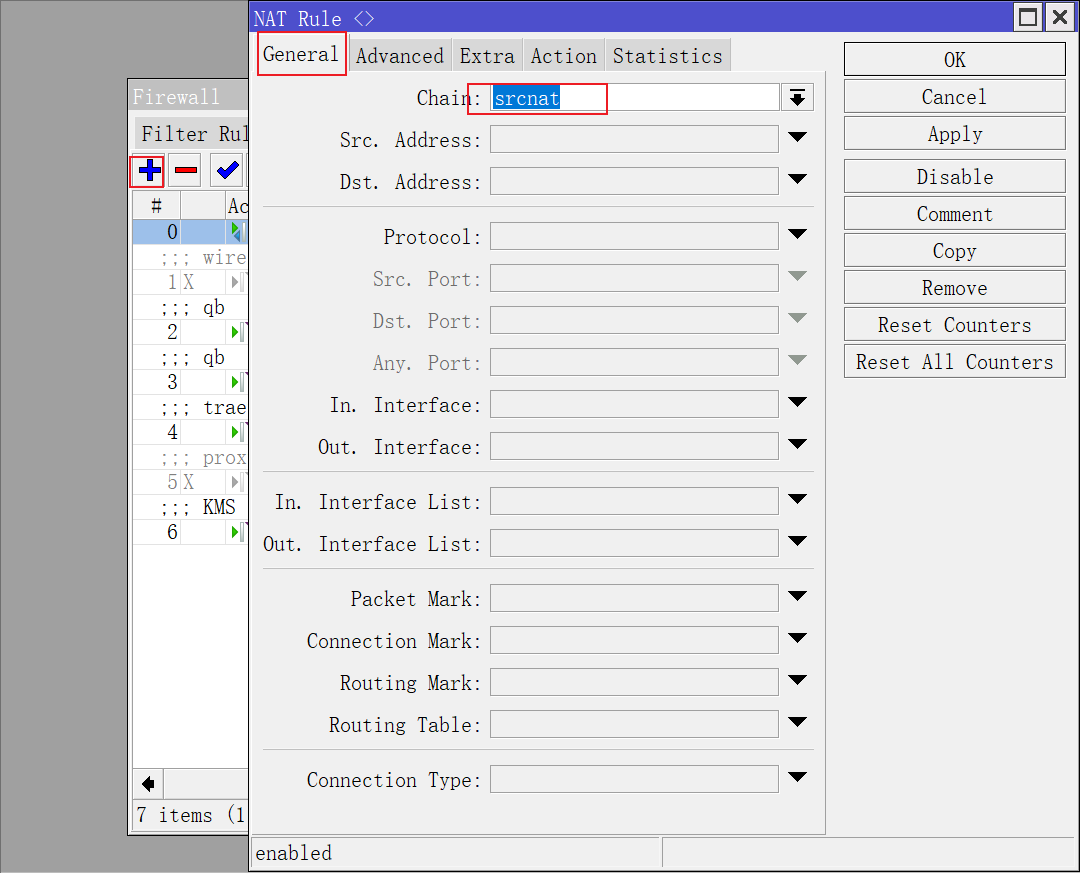 NAT Rule <>
General Advanced Extra Action Statistics
Chain: srcnat
Src. Address:
Dst. Address:
Protocol:
Src. Port:
Dst. Port:
Any. Port:
In. Interface:
Out. Interface:
In. Interface List:
Out. Interface List:
Packet Mark:
Connection Mark:
Routing Mark:
Routing Table:
Connection Type:
enabled
OK
Cancel
Apply
Disable
Comment
Copy
Remove
Reset Counters
Reset All Counters
Firewall
Filter Rul
# Ac
0
;;; wire
1 X
;;; qb
2
;;; qb
3
;;; trae
4
;;; prox
5 X
;;; KMS
6
7 items (1